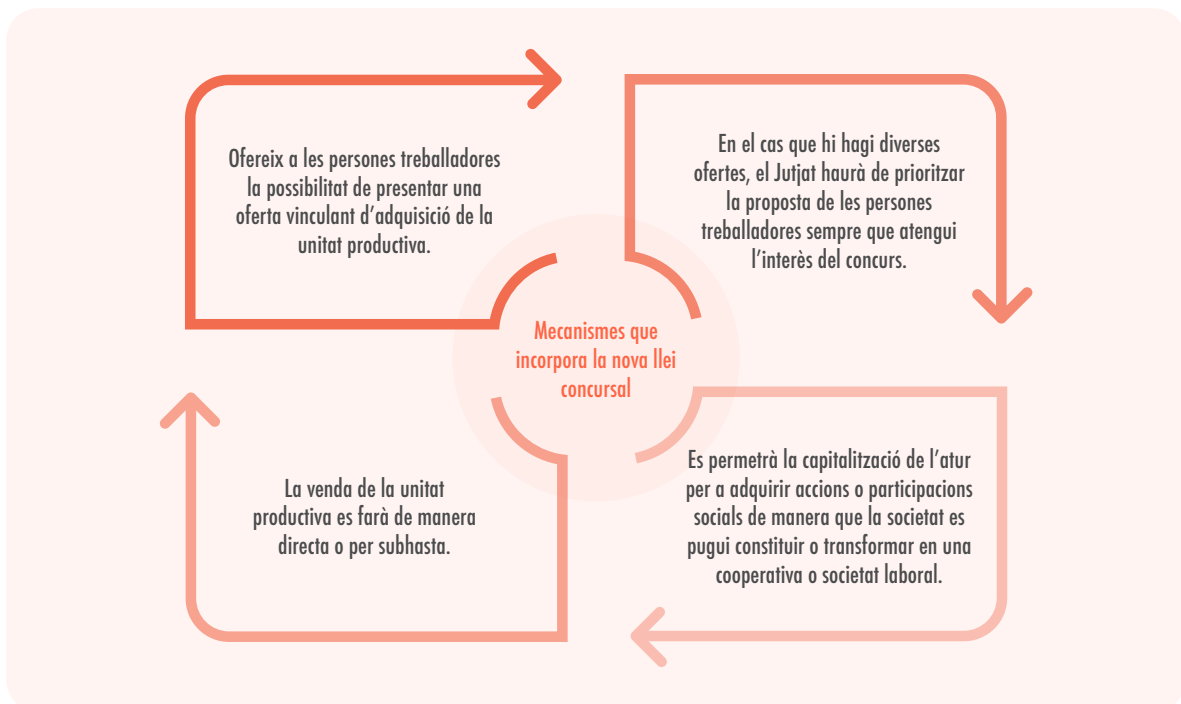 Ofereix a les persones treballadores
la possibilitat de presentar una
oferta vinculant d'adquisició de la
unitat productiva.
En el cas que hi hagi diverses
ofertes, el Jutjat haurà de prioritzar
la proposta de les persones
treballadores sempre que atengui
l'interès del concurs.
Mecanismes que
incorpora la nova llei
concursal
Es permetrà la capitalització de l'atur
per a adquirir accions o participacions
socials de manera que la societat es
pugui constituir o transformar en una
cooperativa o societat laboral.
La venda de la unitat
productiva es farà de manera
directa o per subhasta.